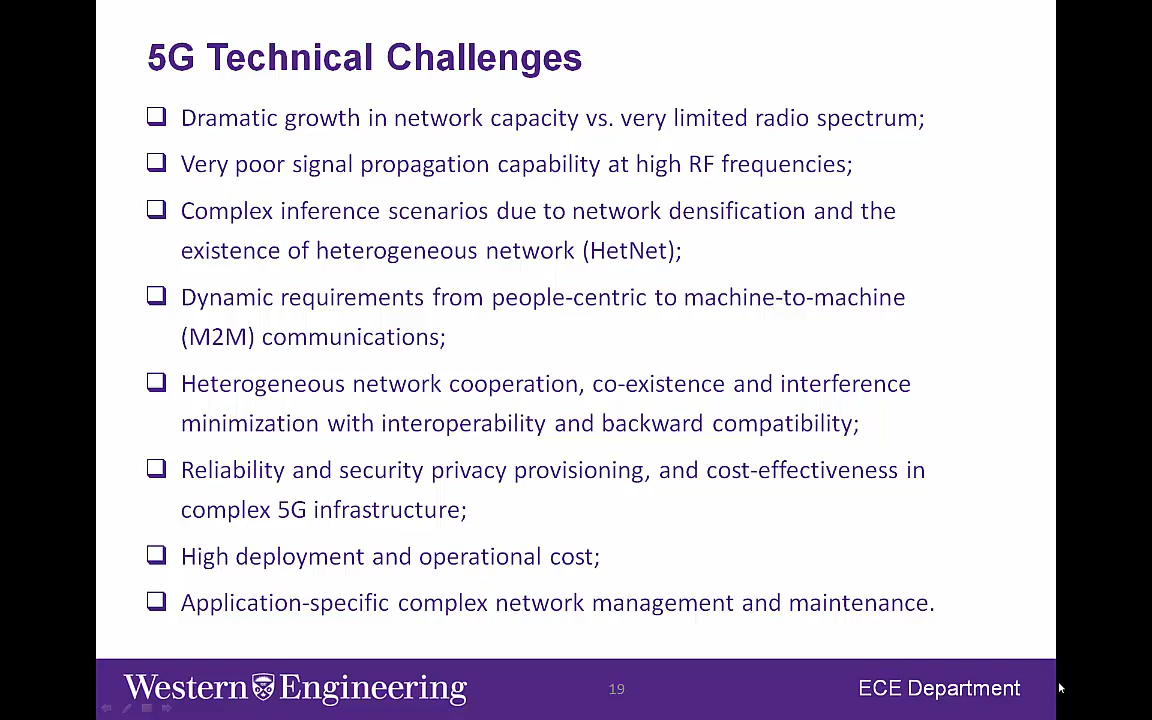 5G Technical Challenges
Dramatic growth in network capacity vs. very limited radio spectrum;
Very poor signal propagation capability at high RF frequencies;
Complex inference scenarios due to network densification and the
existence of heterogeneous network (HetNet);
Dynamic requirements from people-centric to machine-to-machine
(M2M) communications;
Heterogeneous network cooperation, co-existence and interference
minimization with interoperability and backward compatibility;
Reliability and security privacy provisioning, and cost-effectiveness in
complex 5G infrastructure;
High deployment and operational cost;
Application-specific complex network management and maintenance.
Western Engineering
19
ECE Department